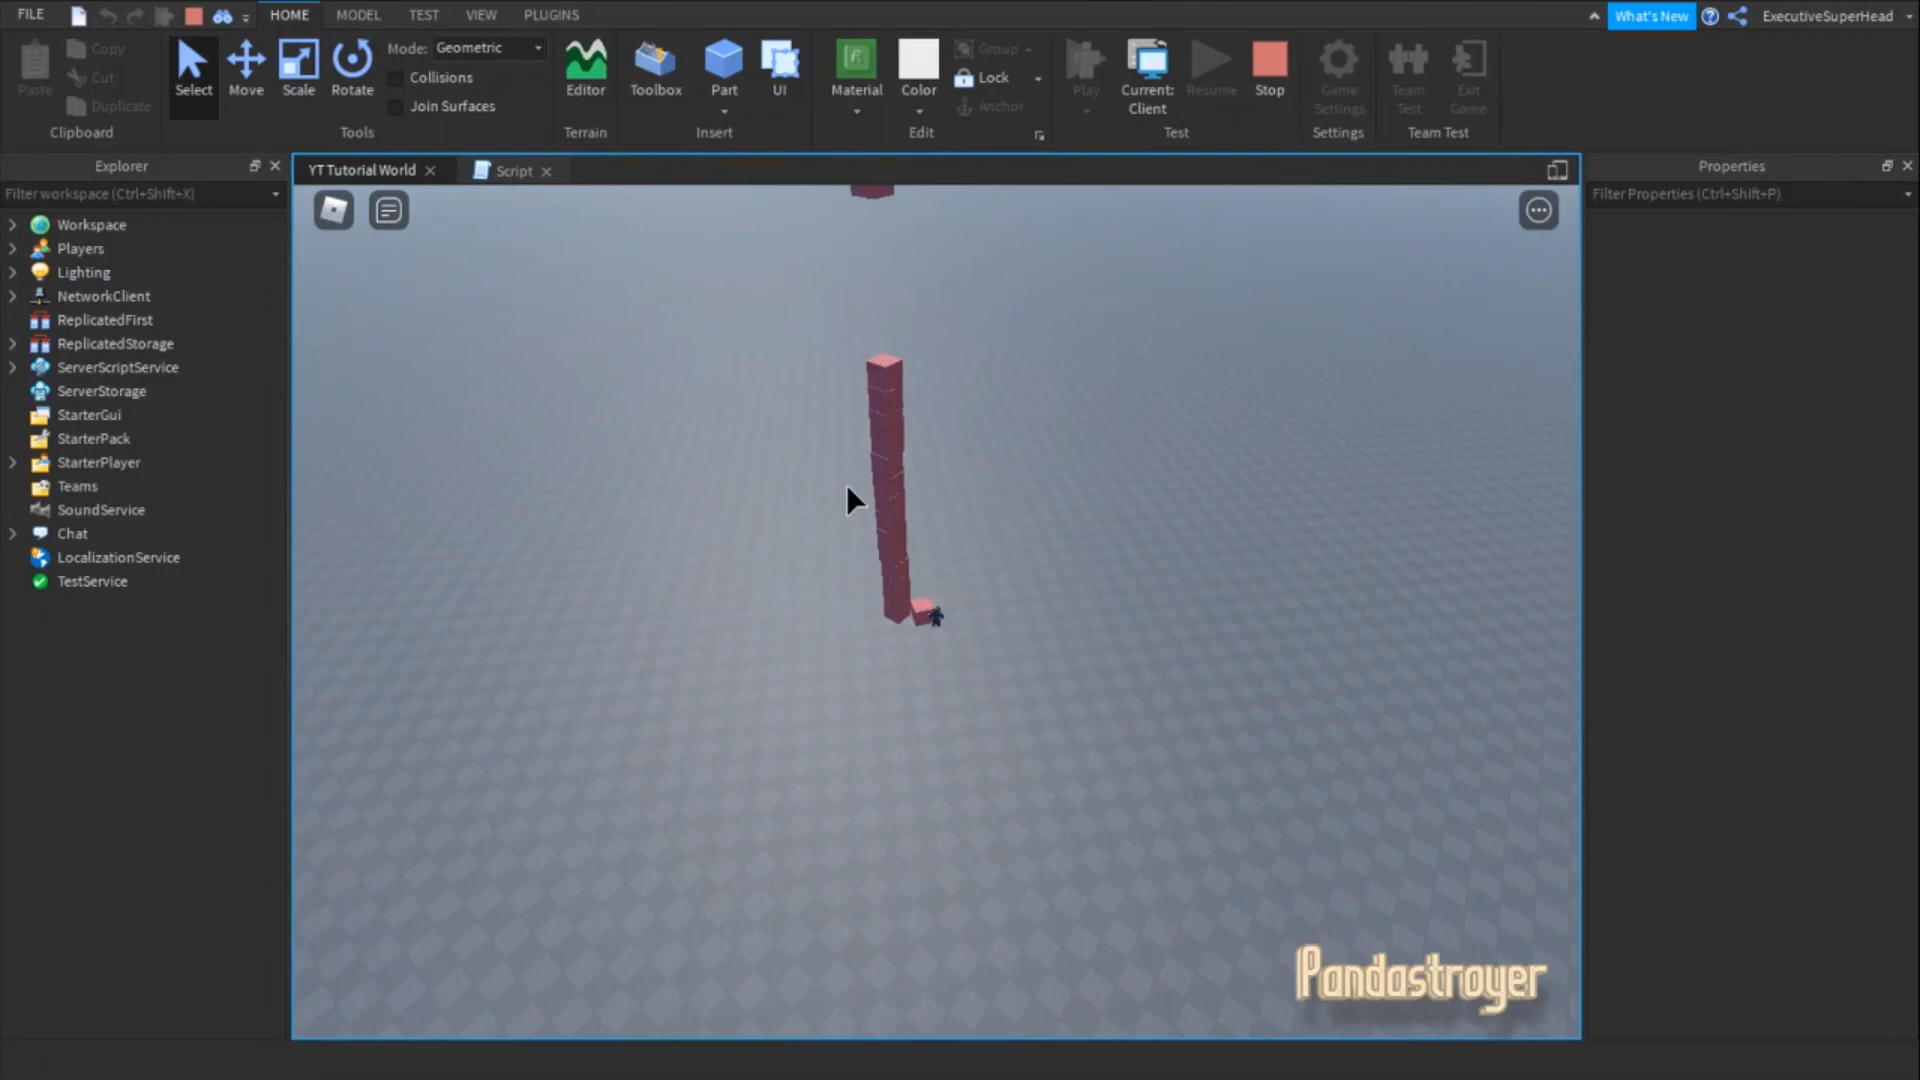 FILE HOME MODEL TEST VIEW PLUGINS What's New ExecutiveSuperHead
Paste Copy Cut Duplicate Clipboard
Select Move Scale Rotate Mode: Geometric Collisions Join Surfaces Tools
Editor Terrain
Toolbox Part UI Insert
Material Color Group Lock Anchor Edit
Play Current: Client Resume Stop Test
Game Settings Settings
Team Test Exit Game Team Test
Explorer
Filter workspace (Ctrl+Shift+X)
Workspace
Players
Lighting
NetworkClient
ReplicatedFirst
ReplicatedStorage
ServerScriptService
ServerStorage
StarterGui
StarterPack
StarterPlayer
Teams
SoundService
Chat
LocalizationService
TestService
YT Tutorial World Script
Properties
Filter Properties (Ctrl+Shift+P)
Pandastroyer